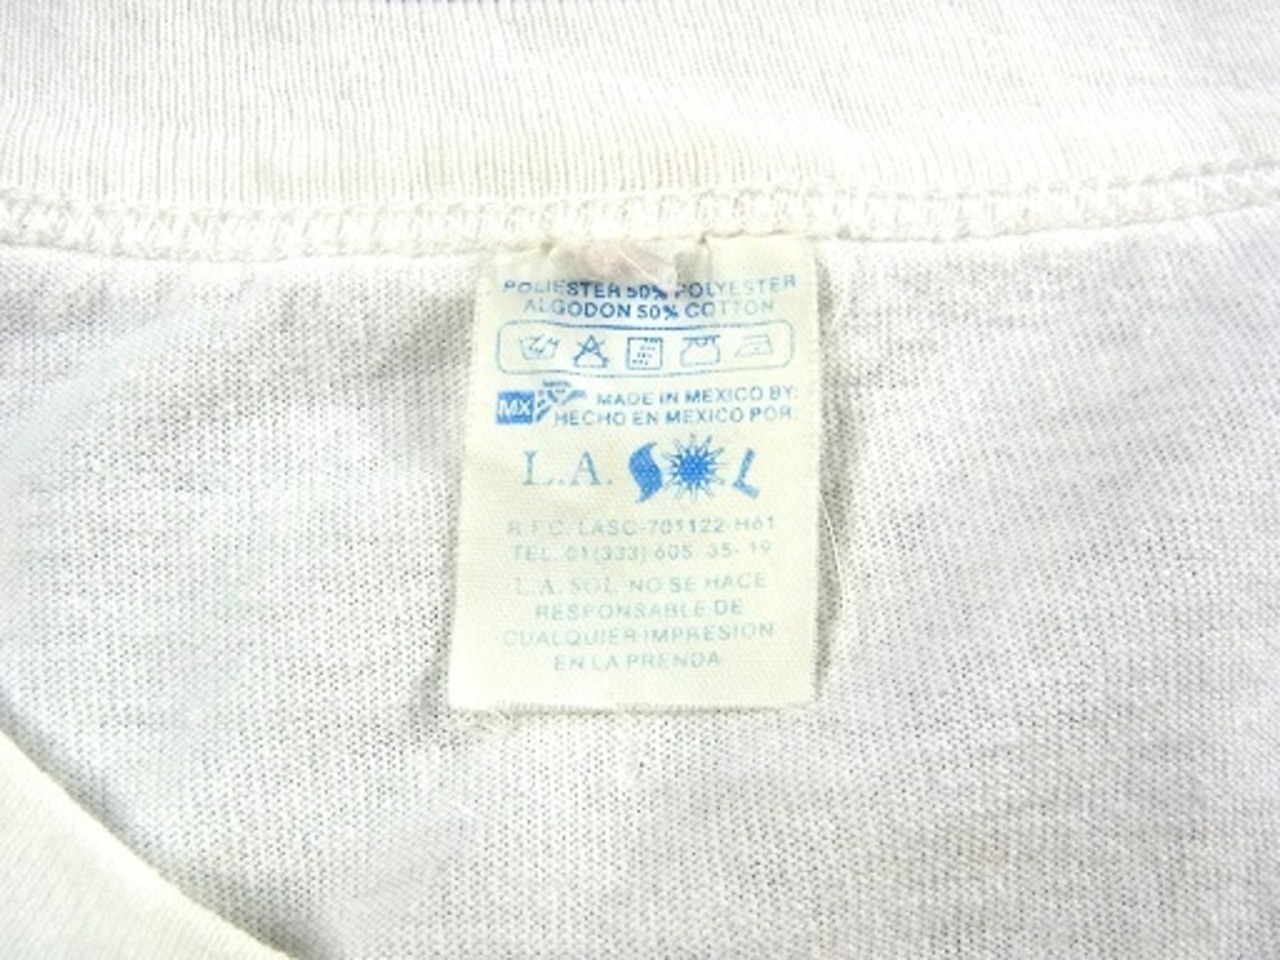 POLIESTER 50% POLYESTER
ALGODON 50% COTTON
MX MADE IN MEXICO BY:
HECHO EN MEXICO POR:
L.A. SOL
R.F.C. LASC-701122-H61
TEL. 01(333) 605-35-19
L.A. SOL NO SE HACE
RESPONSABLE DE
CUALQUIER IMPRESION
EN LA PRENDA